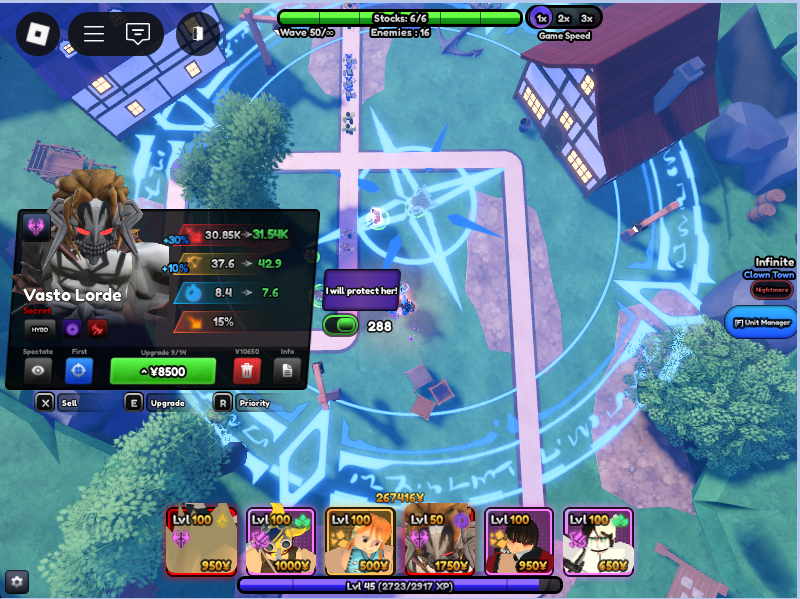 Stocks: 6/6
1x 2x 3x
Wave 50/∞
Enemies : 16
Game Speed
+30%
30.85K
31.54K
+10%
37.6
42.9
8.4
7.6
15%
Vasto Lorde
Secret
HYBD
Spectate
First
Upgrade 9/14
¥10650
Info
¥8500
X
Sell
E
Upgrade
R
Priority
I will protect her!
288
Infinite
Clown Town
Nightmare
[F] Unit Manager
267416¥
Lvl 100
950¥
Lvl 100
1000¥
Lvl 100
500¥
Lvl 50
1750¥
Lvl 100
950¥
Lvl 100
650¥
Lvl 45 (2723/2917 XP)